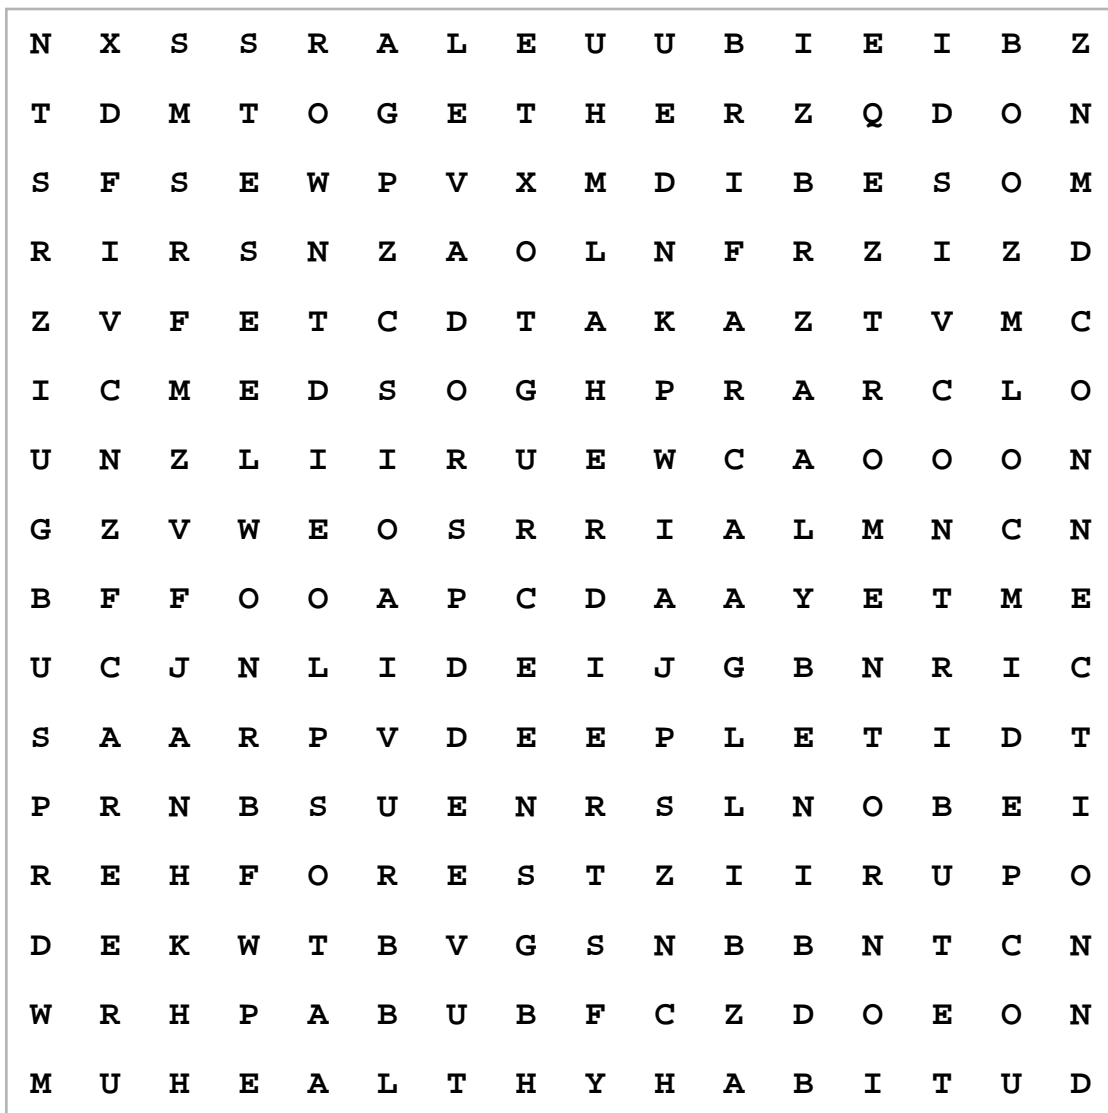 N X S S R A L E U U B I E I B Z
T D M T O G E T H E R Z Q D O N
S F S E W P V X M D I B E S O M
R I R S N Z A O L N F R Z I Z D
Z V F E T C D T A K A Z T V M C
I C M E D S O G H P R A R C L O
U N Z L I I R U E W C A O O O N
G Z V W E O S R R I A L M N C N
B F F O O A P C D A A Y E T M E
U C J N L I D E I J G B N R I C
S A A R P V D E E P L E T I D T
P R N B S U E N R S L N O B E I
R E H F O R E S T Z I I R U P O
D E K W T B V G S N B B N T C N
W R H P A B U B F C Z D O E O N
M U H E A L T H Y H A B I T U D